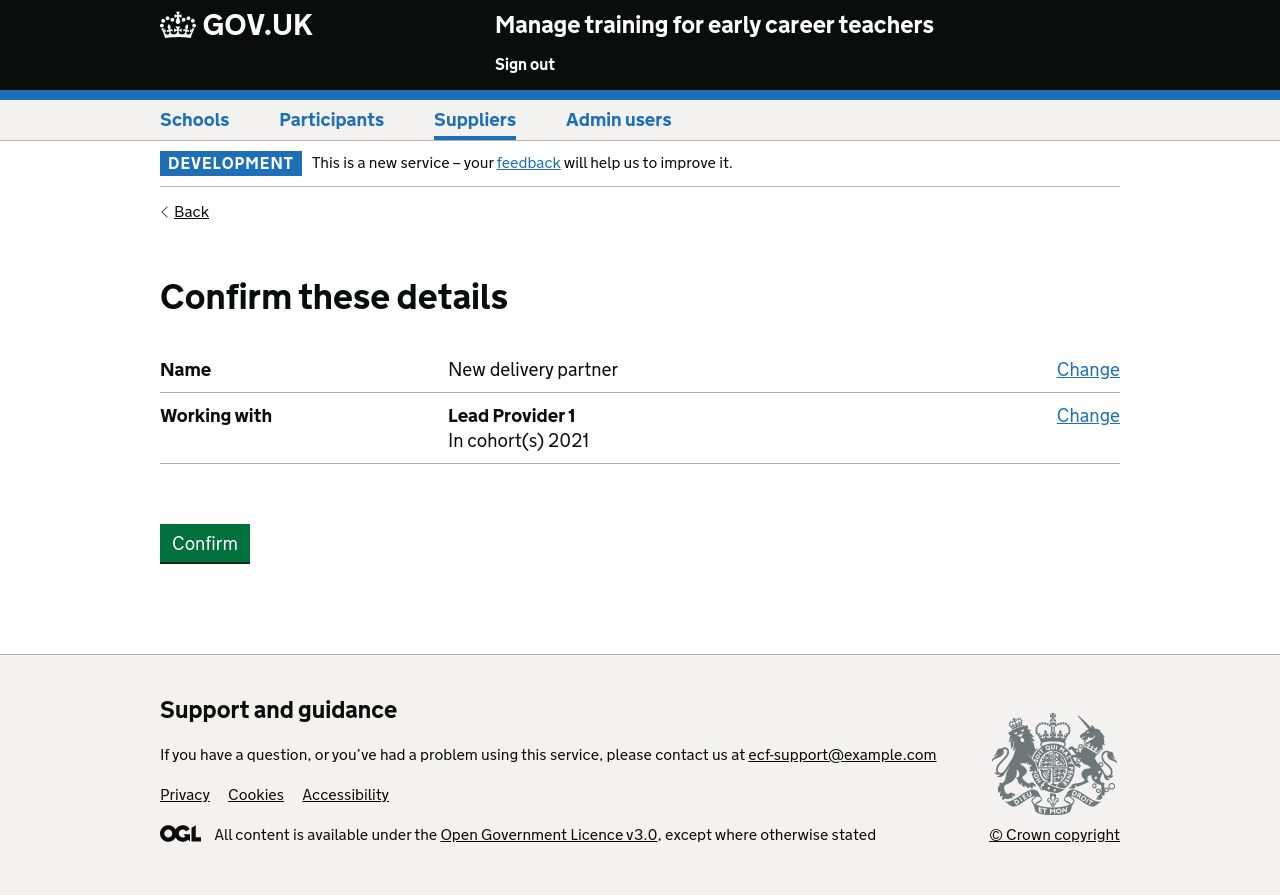 GOV.UK
Manage training for early career teachers
Sign out
Schools Participants Suppliers Admin users
DEVELOPMENT This is a new service – your feedback will help us to improve it.
Back
Confirm these details
Name New delivery partner Change
Working with Lead Provider 1 Change
In cohort(s) 2021
Confirm
Support and guidance
If you have a question, or you’ve had a problem using this service, please contact us at ecf-support@example.com
Privacy Cookies Accessibility
OGL All content is available under the Open Government Licence v3.0, except where otherwise stated
© Crown copyright